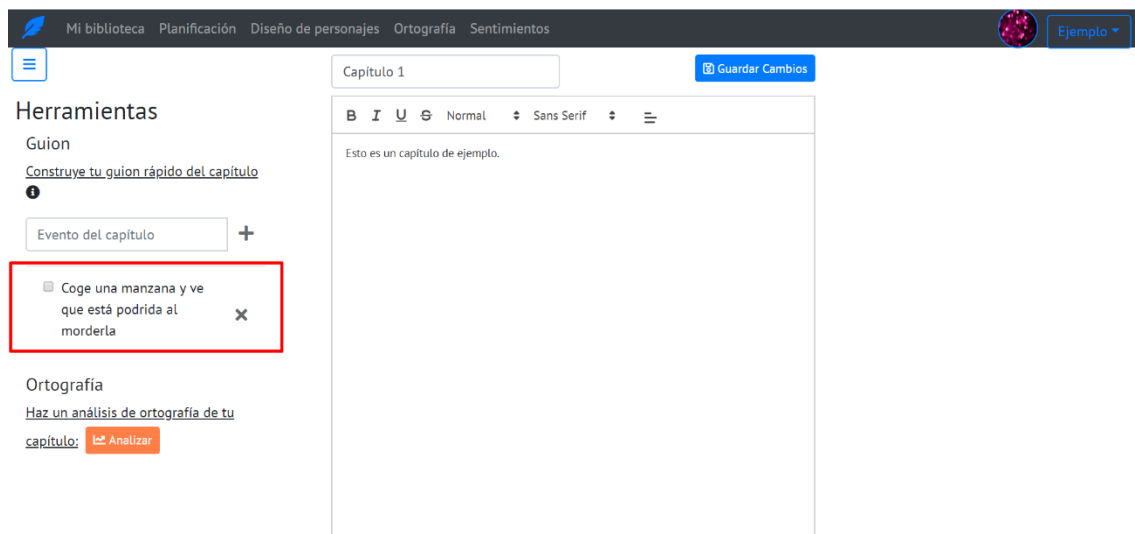 Mi biblioteca Planificación Diseño de personajes Ortografía Sentimientos
Ejemplo
Capítulo 1
Guardar Cambios
Herramientas
Guion
Construye tu guion rápido del capítulo
Evento del capítulo
Coge una manzana y ve
que está podrida al
morderla
Ortografía
Haz un análisis de ortografía de tu
capítulo: Analizar
B I U S Normal Sans Serif
Esto es un capítulo de ejemplo.